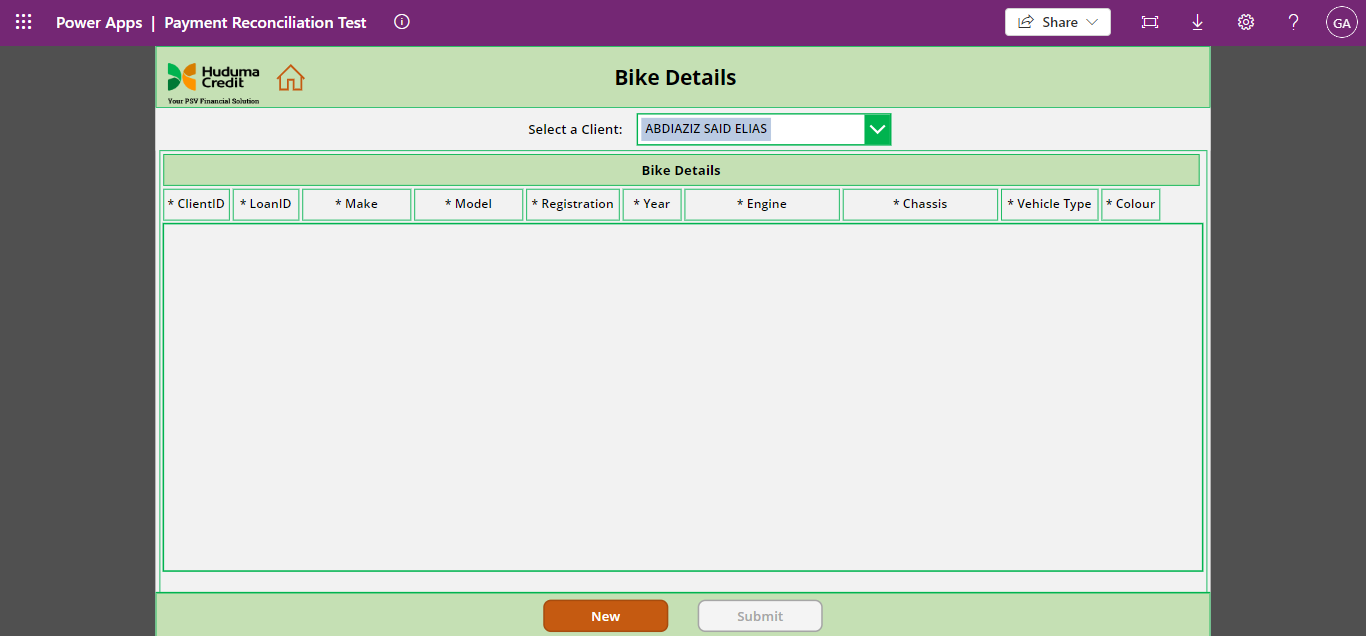 Power Apps | Payment Reconciliation Test
Share
?
GA
Huduma
Credit
Your PSV Financial Solution
Bike Details
Select a Client:
ABDIAZIZ SAID ELIAS
Bike Details
* ClientID * LoanID * Make * Model * Registration * Year * Engine * Chassis * Vehicle Type * Colour
New
Submit